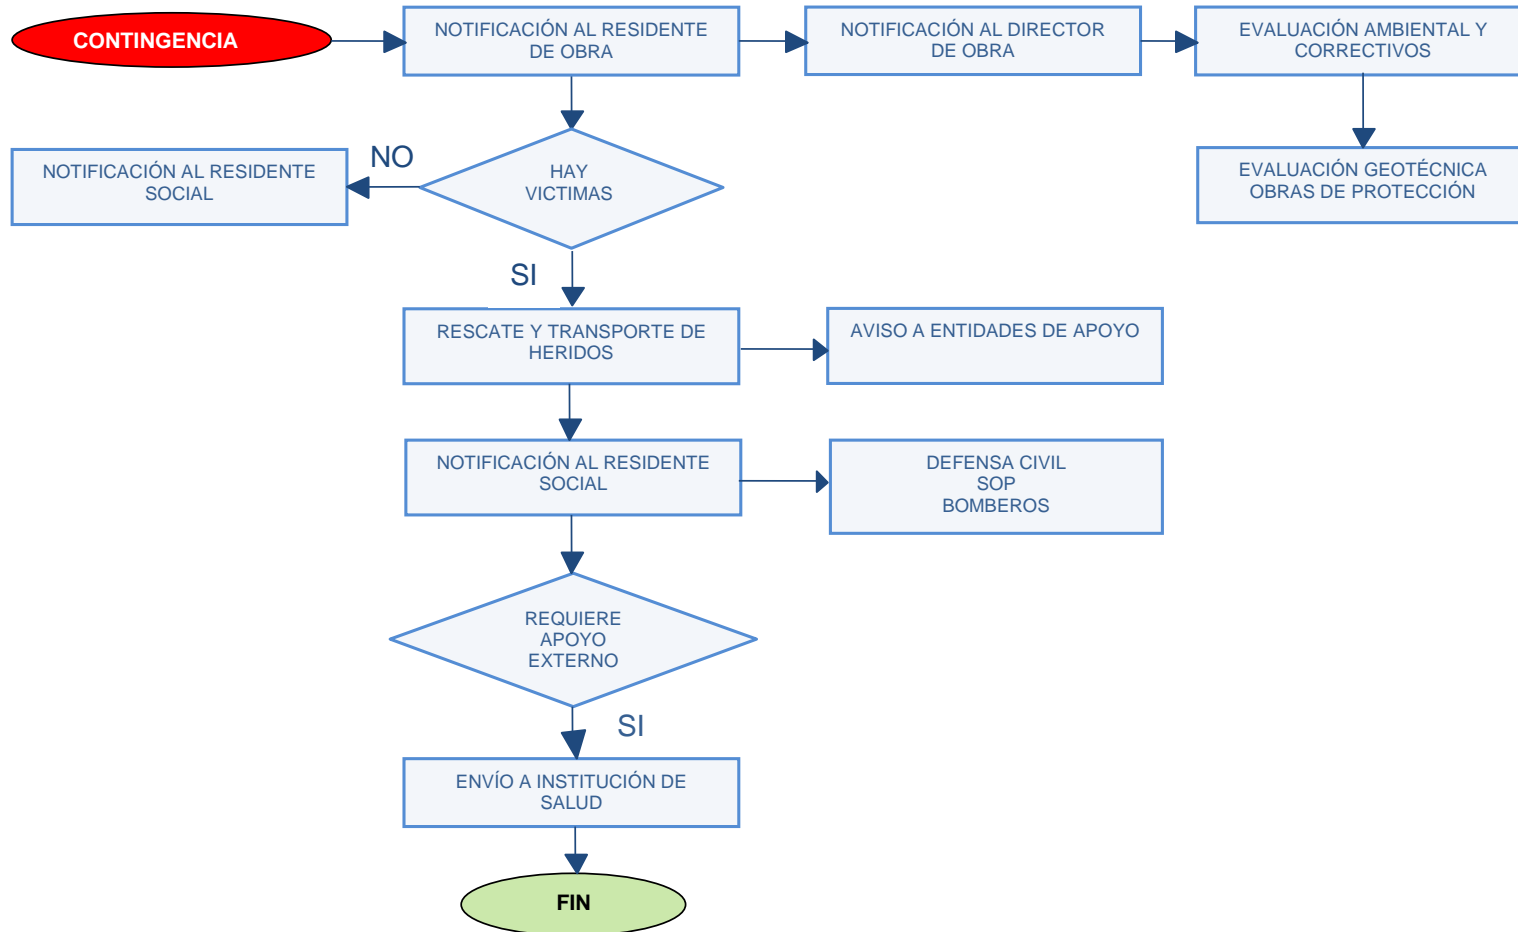 CONTINGENCIA
NOTIFICACIÓN AL RESIDENTE
DE OBRA
NOTIFICACIÓN AL DIRECTOR
DE OBRA
EVALUACIÓN AMBIENTAL Y
CORRECTIVOS
NOTIFICACIÓN AL RESIDENTE
SOCIAL
NO
HAY
VICTIMAS
EVALUACIÓN GEOTÉCNICA
OBRAS DE PROTECCIÓN
SI
RESCATE Y TRANSPORTE DE
HERIDOS
AVISO A ENTIDADES DE APOYO
NOTIFICACIÓN AL RESIDENTE
SOCIAL
DEFENSA CIVIL
SOP
BOMBEROS
REQUIERE
APOYO
EXTERNO
SI
ENVÍO A INSTITUCIÓN DE
SALUD
FIN